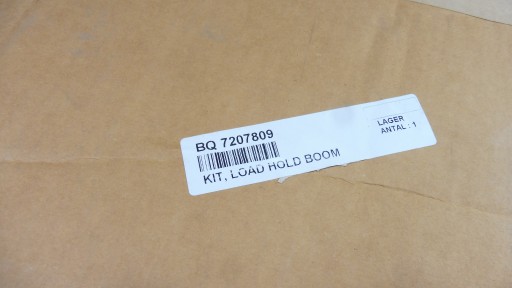 BQ 7207809
KIT, LOAD HOLD BOOM
LAGER
ANTAL : 1